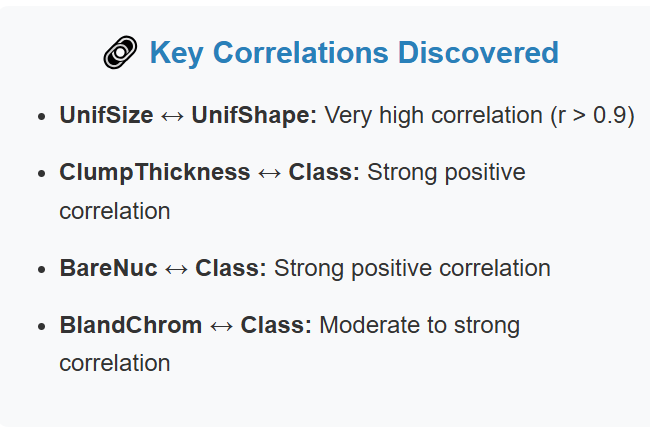 Key Correlations Discovered
• UnifSize ↔ UnifShape: Very high correlation (r > 0.9)
• ClumpThickness ↔ Class: Strong positive
correlation
• BareNuc ↔ Class: Strong positive correlation
• BlandChrom ↔ Class: Moderate to strong
correlation